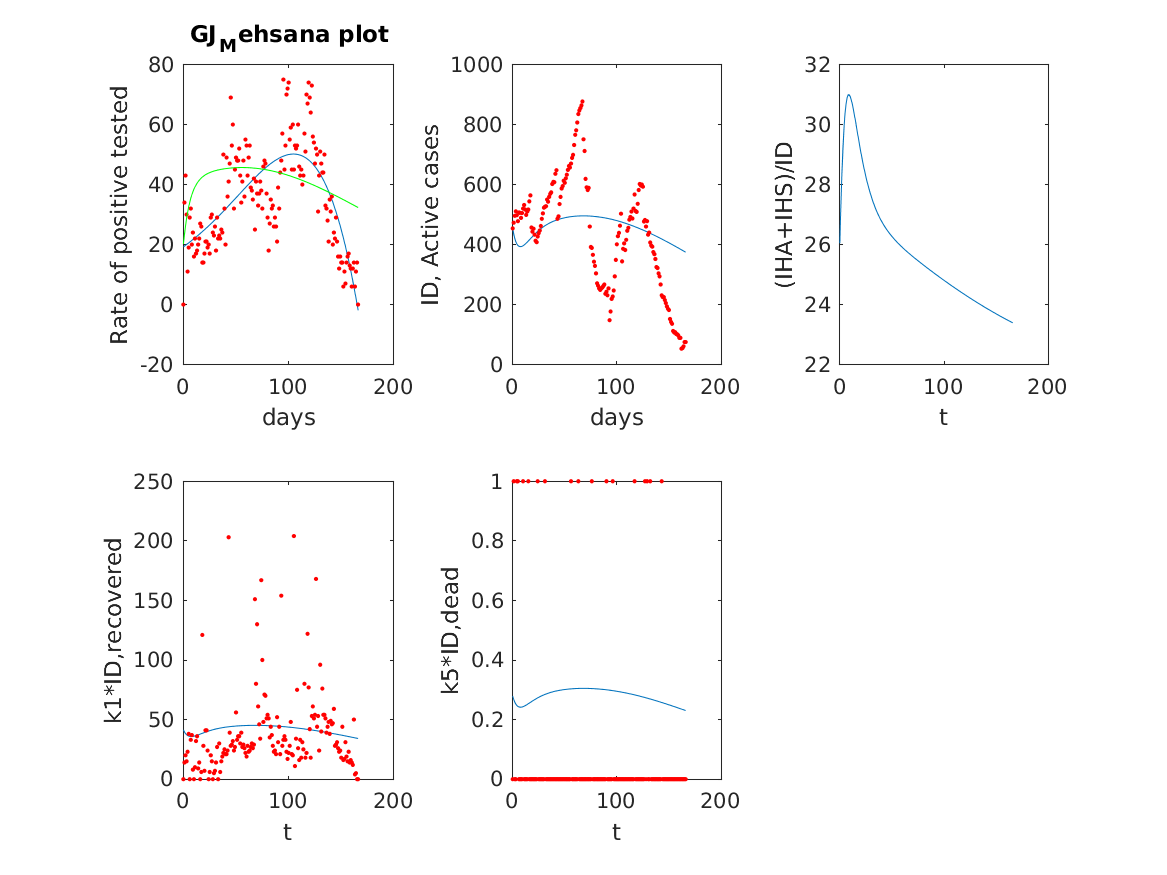 GJMehsana plot
80
60
40
20
0
-20
Rate of positive tested
0 100 200
days
1000
800
600
400
200
0
ID, Active cases
0 100 200
days
32
30
28
26
24
22
(IHA+IHS)/ID
0 100 200
t
250
200
150
100
50
0
k1*ID,recovered
0 100 200
t
1
0.8
0.6
0.4
0.2
0
k5*ID,dead
0 100 200
t